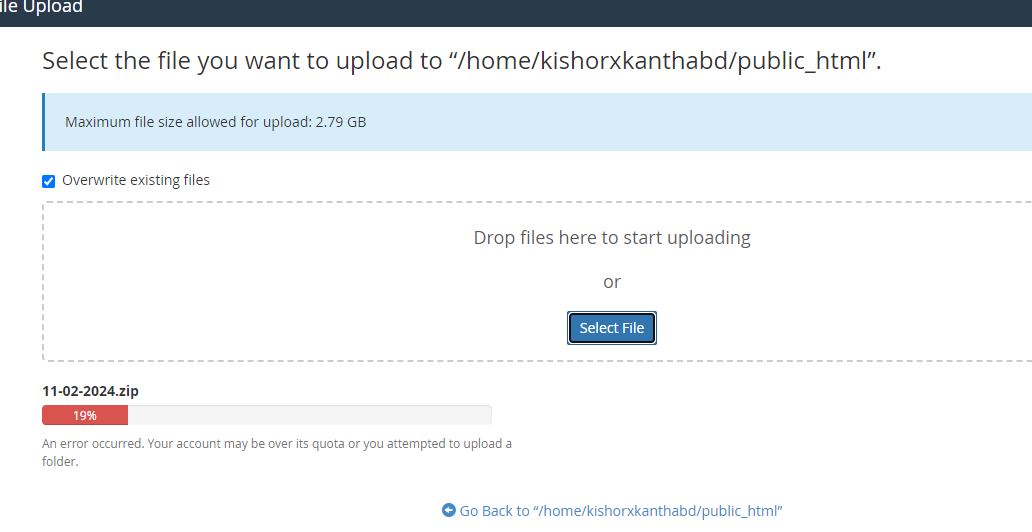 ile Upload
Select the file you want to upload to “/home/kishorxkanthabd/public_html”.
Maximum file size allowed for upload: 2.79 GB
Overwrite existing files
Drop files here to start uploading
or
Select File
11-02-2024.zip
19%
An error occurred. Your account may be over its quota or you attempted to upload a
folder.
Go Back to “/home/kishorxkanthabd/public_html”